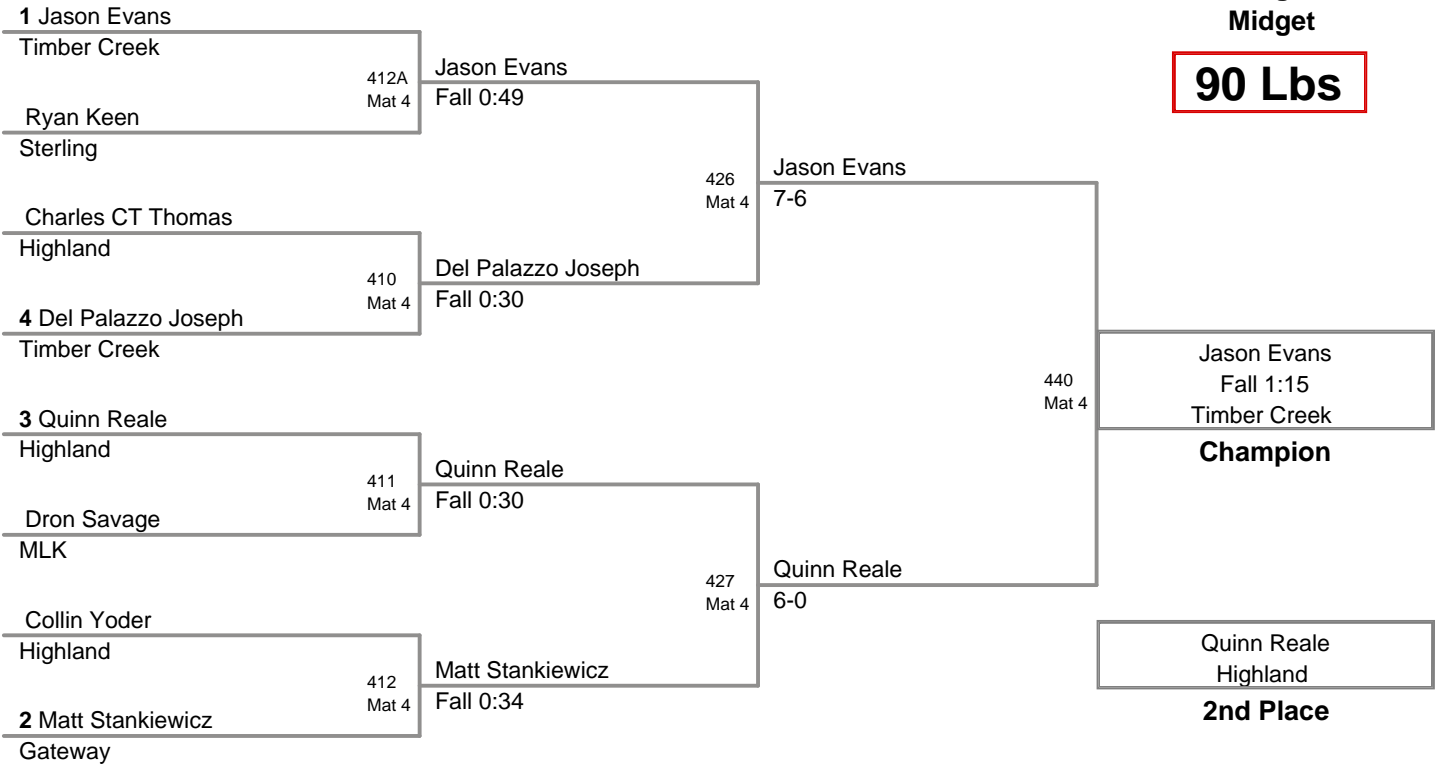 Midget
90 Lbs
1 Jason Evans
Timber Creek
412A
Mat 4
Ryan Keen
Sterling
Jason Evans
Fall 0:49
Charles CT Thomas
Highland
410
Mat 4
4 Del Palazzo Joseph
Timber Creek
Del Palazzo Joseph
Fall 0:30
426
Mat 4
Jason Evans
7-6
3 Quinn Reale
Highland
411
Mat 4
Dron Savage
MLK
Quinn Reale
Fall 0:30
Collin Yoder
Highland
412
Mat 4
2 Matt Stankiewicz
Gateway
Matt Stankiewicz
Fall 0:34
427
Mat 4
Quinn Reale
6-0
440
Mat 4
Jason Evans
Fall 1:15
Timber Creek
Champion
Quinn Reale
Highland
2nd Place